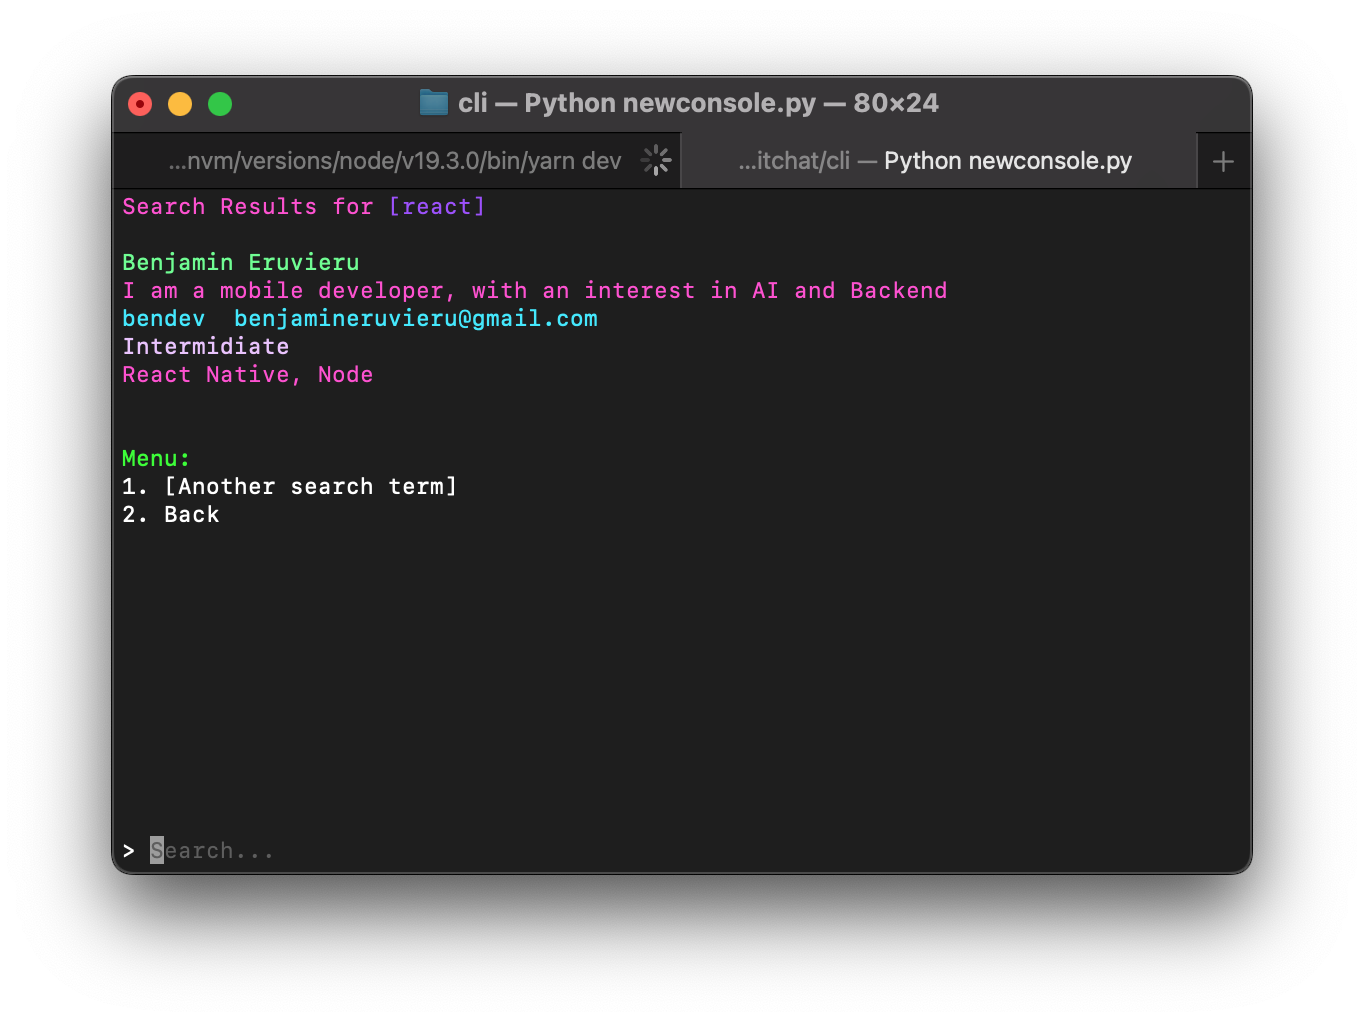 cli — Python newconsole.py — 80×24
...nvm/versions/node/v19.3.0/bin/yarn dev
...itchat/cli — Python newconsole.py
Search Results for [react]
Benjamin Eruvieru
I am a mobile developer, with an interest in AI and Backend
bendev  benjamineruvieru@gmail.com
Intermidiate
React Native, Node
Menu:
1. [Another search term]
2. Back
> Search...